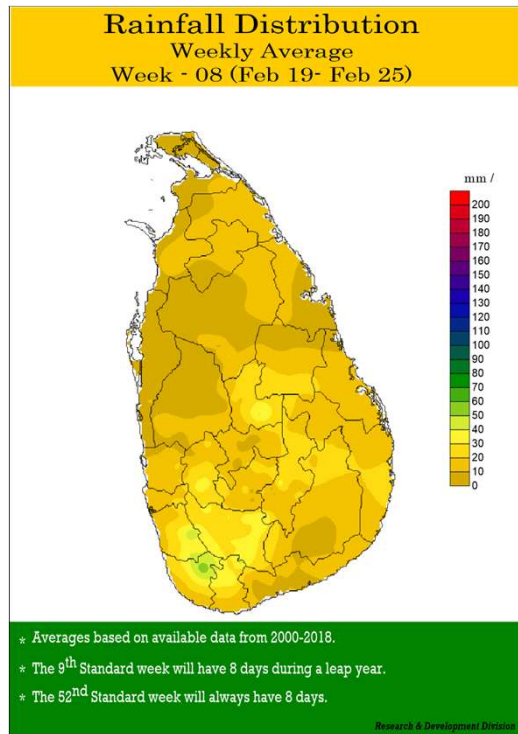 Rainfall Distribution
Weekly Average
Week - 08 (Feb 19- Feb 25)
mm /
200
190
180
170
160
150
140
130
120
110
100
90
80
70
60
50
40
30
20
10
0
* Averages based on available data from 2000-2018.
* The 9th Standard week will have 8 days during a leap year.
* The 52nd Standard week will always have 8 days.
Research & Development Division